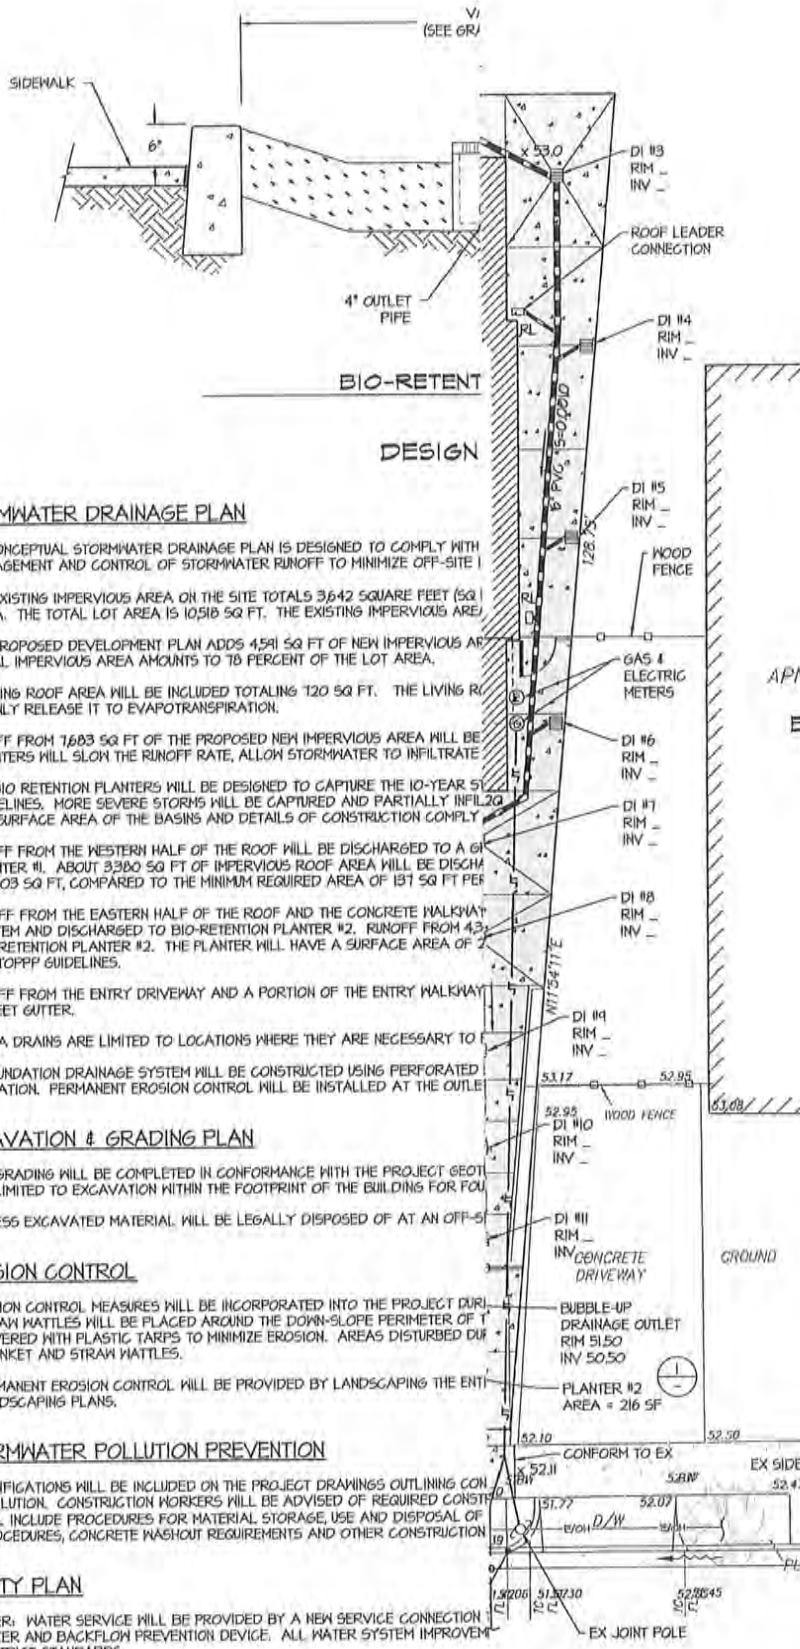 (SEE GRA
SIDEWALK
6"
4" OUTLET
PIPE
x 53.0
DI #3
RIM _
INV _
ROOF LEADER
CONNECTION
RL
DI #4
RIM _
INV _
BIO-RETENT
DESIGN
6" PVC, S=0.0010
128.75'
DI #5
RIM _
INV _
WOOD
FENCE
RL
GAS &
ELECTRIC
METERS
DI #6
RIM _
INV _
DI #7
RIM _
INV _
DI #8
RIM _
INV _
N11°54'11"E
DI #9
RIM _
INV _
53.17
52.95
53.08
WOOD FENCE
52.95
DI #10
RIM _
INV _
DI #11
RIM _
INV _
CONCRETE
DRIVEWAY
GROUND
BUBBLE-UP
DRAINAGE OUTLET
RIM 51.50
INV 50.50
1
PLANTER #2
AREA = 216 SF
52.10
52.50
CONFORM TO EX
EX SIDE
x 52.11
51.77
52.07
D/W
EX JOINT POLE
MWATER DRAINAGE PLAN
ONCEPTUAL STORMWATER DRAINAGE PLAN IS DESIGNED TO COMPLY WITH
AGEMENT AND CONTROL OF STORMWATER RUNOFF TO MINIMIZE OFF-SITE
XISTING IMPERVIOUS AREA ON THE SITE TOTALS 3,642 SQUARE FEET (SQ
A. THE TOTAL LOT AREA IS 10,518 SQ FT. THE EXISTING IMPERVIOUS AREA
ROPOSED DEVELOPMENT PLAN ADDS 4,591 SQ FT OF NEW IMPERVIOUS AR
L IMPERVIOUS AREA AMOUNTS TO 78 PERCENT OF THE LOT AREA.
ING ROOF AREA WILL BE INCLUDED TOTALING 720 SQ FT. THE LIVING R
NLY RELEASE IT TO EVAPOTRANSPIRATION.
FF FROM 7,683 SQ FT OF THE PROPOSED NEW IMPERVIOUS AREA WILL BE
TERS WILL SLOW THE RUNOFF RATE, ALLOW STORMWATER TO INFILTRATE
IO RETENTION PLANTERS WILL BE DESIGNED TO CAPTURE THE 10-YEAR ST
ELINES. MORE SEVERE STORMS WILL BE CAPTURED AND PARTIALLY INFIL
SURFACE AREA OF THE BASINS AND DETAILS OF CONSTRUCTION COMPLY
FF FROM THE WESTERN HALF OF THE ROOF WILL BE DISCHARGED TO A
TER #1. ABOUT 3,380 SQ FT OF IMPERVIOUS ROOF AREA WILL BE DISCHA
03 SQ FT, COMPARED TO THE MINIMUM REQUIRED AREA OF 137 SQ FT PER
FF FROM THE EASTERN HALF OF THE ROOF AND THE CONCRETE WALKWAY
EM AND DISCHARGED TO BIO-RETENTION PLANTER #2. RUNOFF FROM 4,3
RETENTION PLANTER #2. THE PLANTER WILL HAVE A SURFACE AREA OF 2
TOPPP GUIDELINES.
FF FROM THE ENTRY DRIVEWAY AND A PORTION OF THE ENTRY WALKWAY
EET GUTTER.
A DRAINS ARE LIMITED TO LOCATIONS WHERE THEY ARE NECESSARY TO
UNDATION DRAINAGE SYSTEM WILL BE CONSTRUCTED USING PERFORATED
ATION. PERMANENT EROSION CONTROL WILL BE INSTALLED AT THE OUTLE
AVATION & GRADING PLAN
GRADING WILL BE COMPLETED IN CONFORMANCE WITH THE PROJECT GEOT
LIMITED TO EXCAVATION WITHIN THE FOOTPRINT OF THE BUILDING FOR FOU
ESS EXCAVATED MATERIAL WILL BE LEGALLY DISPOSED OF AT AN OFF-S
SION CONTROL
ION CONTROL MEASURES WILL BE INCORPORATED INTO THE PROJECT DURI
AW WATTLES WILL BE PLACED AROUND THE DOWN-SLOPE PERIMETER OF T
VERED WITH PLASTIC TARPS TO MINIMIZE EROSION. AREAS DISTURBED DUR
NKET AND STRAW WATTLES.
MANENT EROSION CONTROL WILL BE PROVIDED BY LANDSCAPING THE ENTI
DSCAPING PLANS.
RMWATER POLLUTION PREVENTION
IFICATIONS WILL BE INCLUDED ON THE PROJECT DRAWINGS OUTLINING CON
LUTION. CONSTRUCTION WORKERS WILL BE ADVISED OF REQUIRED CONST
L INCLUDE PROCEDURES FOR MATERIAL STORAGE, USE AND DISPOSAL OF
OCEDURES, CONCRETE WASHOUT REQUIREMENTS AND OTHER CONSTRUCTION
TY PLAN
ER: WATER SERVICE WILL BE PROVIDED BY A NEW SERVICE CONNECTION
ER AND BACKFLOW PREVENTION DEVICE. ALL WATER SYSTEM IMPROVEM